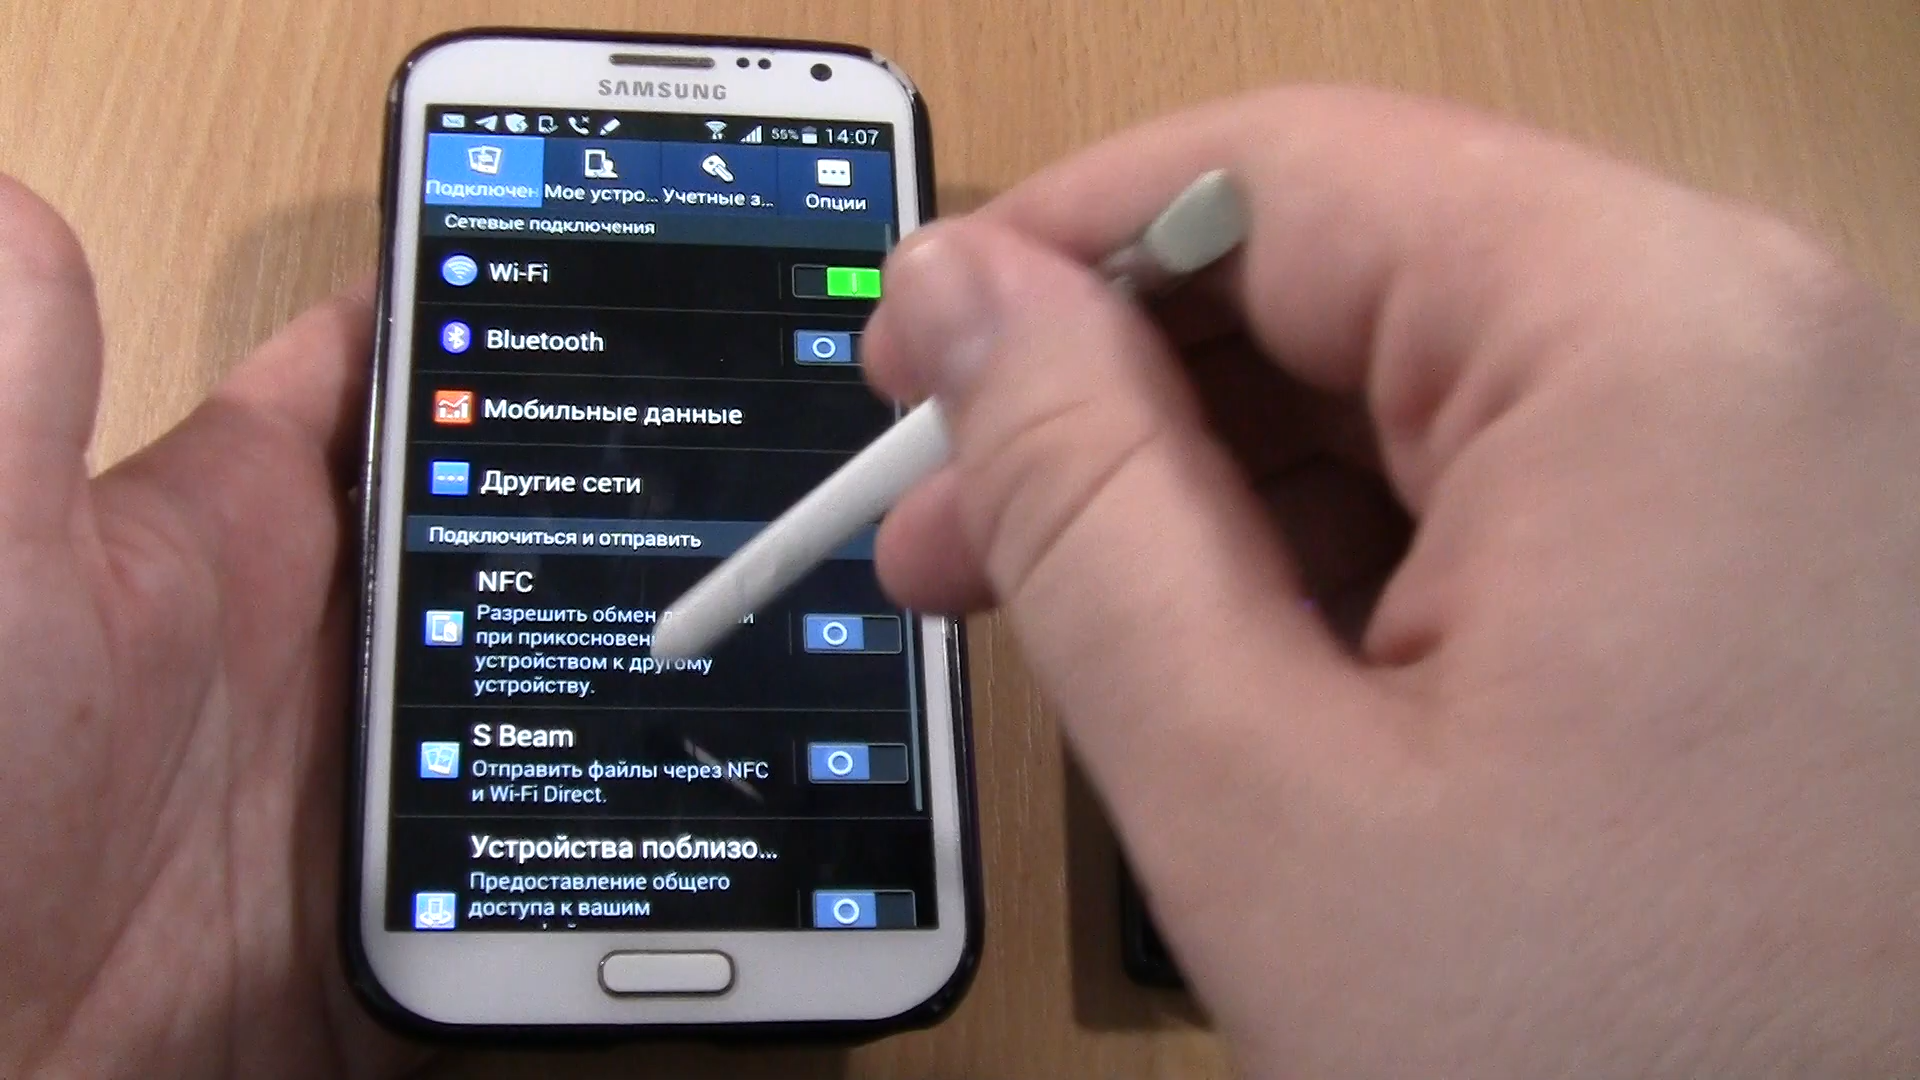 SAMSUNG
55% 14:07
Подключен Мое устро... Учетные з... Опции
Сетевые подключения
Wi-Fi
Bluetooth
Мобильные данные
Другие сети
Подключиться и отправить
NFC
Разрешить обмен
при прикосновен
устройством к другому
устройству.
S Beam
Отправить файлы через NFC
и Wi-Fi Direct.
Устройства поблизо...
Предоставление общего
доступа к вашим